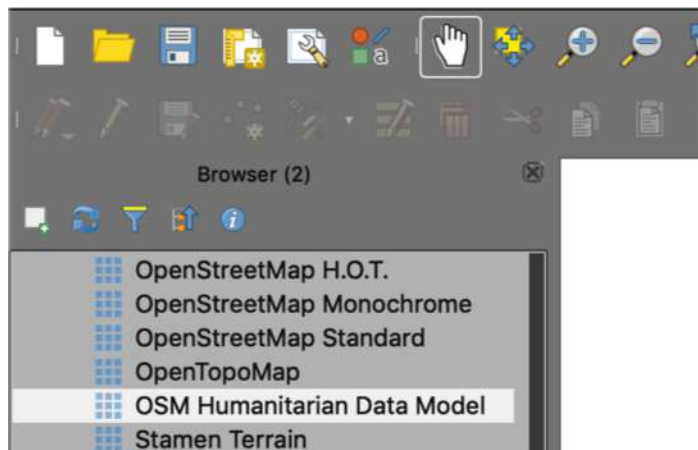 a
Browser (2)
OpenStreetMap H.O.T.
OpenStreetMap Monochrome
OpenStreetMap Standard
OpenTopoMap
OSM Humanitarian Data Model
Stamen Terrain